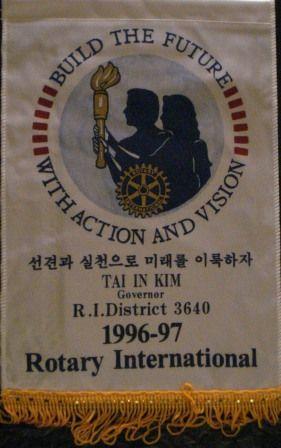 BUILD THE FUTURE
WITH ACTION AND VISION
선견과 실천으로 미래를 이룩하자
TAI IN KIM
Governor
R.I.District 3640
1996-97
Rotary International